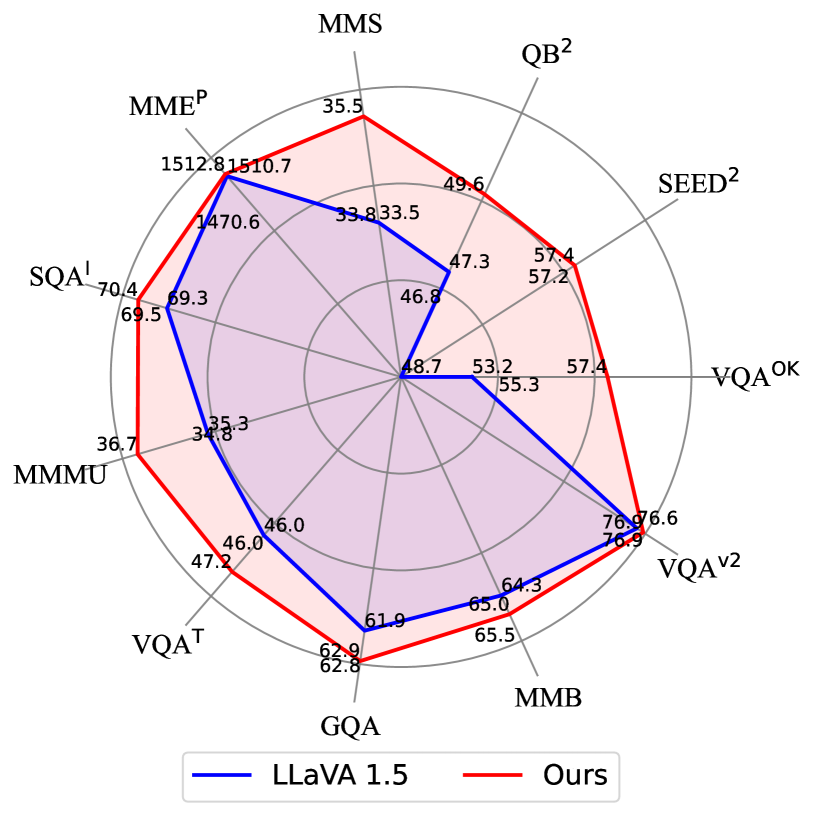 MMS
QB²
MMEᴾ
35.5
1512.8
1510.7
49.6
SEED²
1470.6
33.8
33.5
57.4
47.3
57.2
SQAᴵ
70.4
69.3
46.8
69.5
48.7
53.2
57.4
VQAᴼᴷ
55.3
35.3
34.8
36.7
MMMU
46.0
76.9
76.6
46.0
76.9
47.2
VQAᵛ²
64.3
65.0
61.9
65.5
VQAᵀ
62.9
62.8
MMB
GQA
LLaVA 1.5
Ours